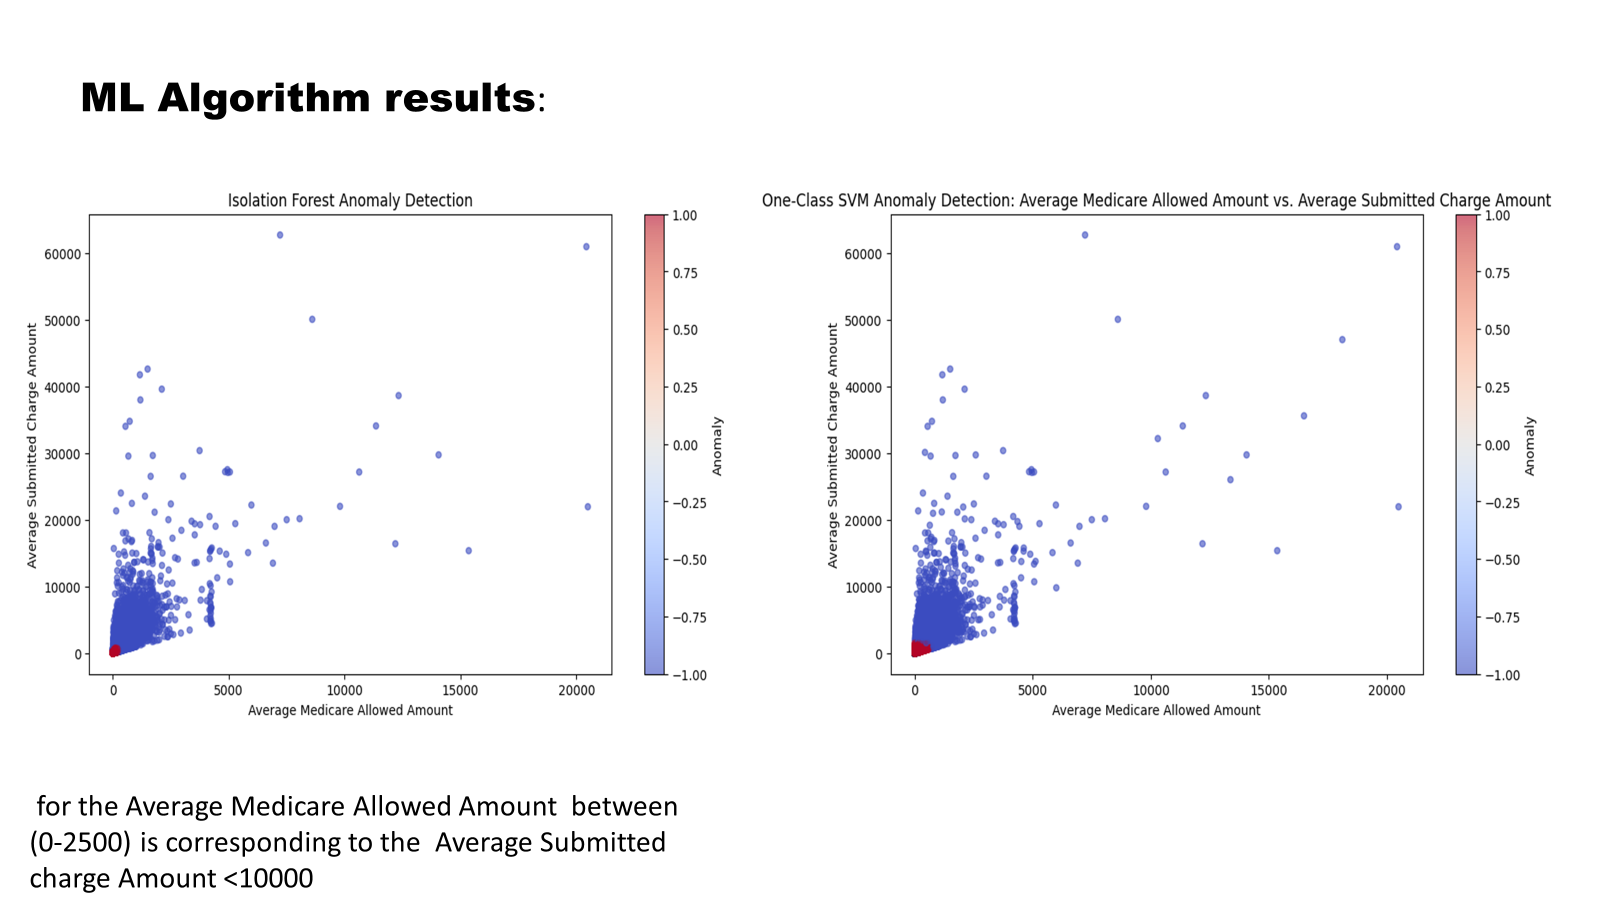 ML Algorithm results:
Isolation Forest Anomaly Detection
Average Submitted Charge Amount
60000
50000
40000
30000
20000
10000
0
0 5000 10000 15000 20000
Average Medicare Allowed Amount
1.00
0.75
0.50
0.25
0.00
−0.25
−0.50
−0.75
−1.00
Anomaly
One-Class SVM Anomaly Detection: Average Medicare Allowed Amount vs. Average Submitted Charge Amount
Average Submitted Charge Amount
60000
50000
40000
30000
20000
10000
0
0 5000 10000 15000 20000
Average Medicare Allowed Amount
1.00
0.75
0.50
0.25
0.00
−0.25
−0.50
−0.75
−1.00
Anomaly
for the Average Medicare Allowed Amount between
(0-2500) is corresponding to the Average Submitted
charge Amount <10000